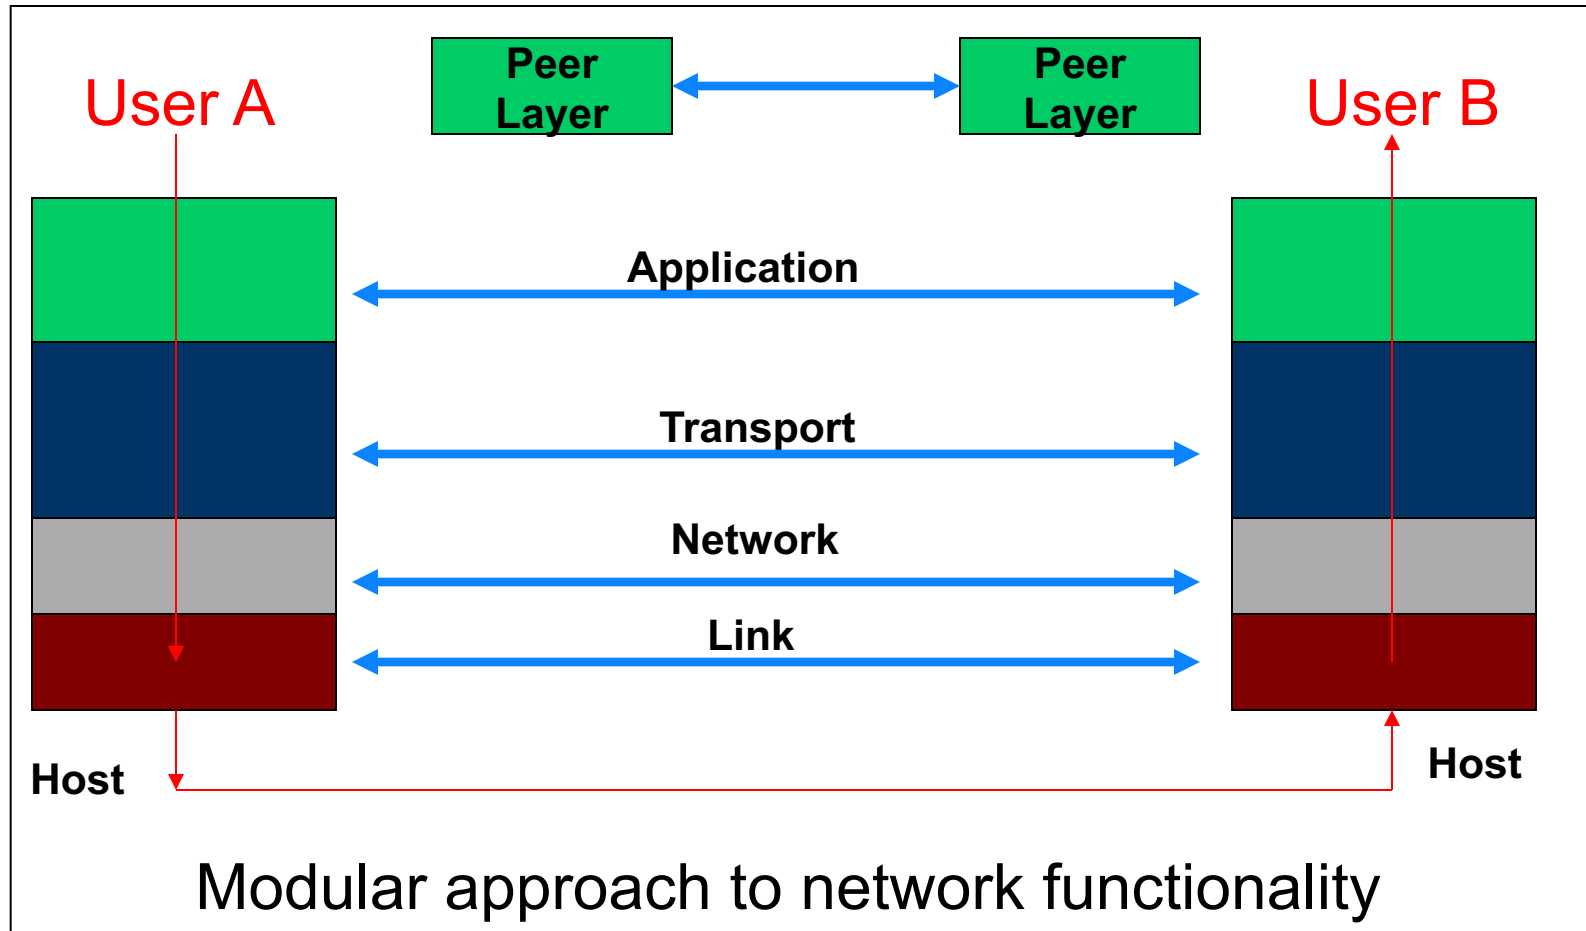 Peer
Layer
Peer
Layer
User A
User B
Application
Transport
Network
Link
Host
Host
Modular approach to network functionality